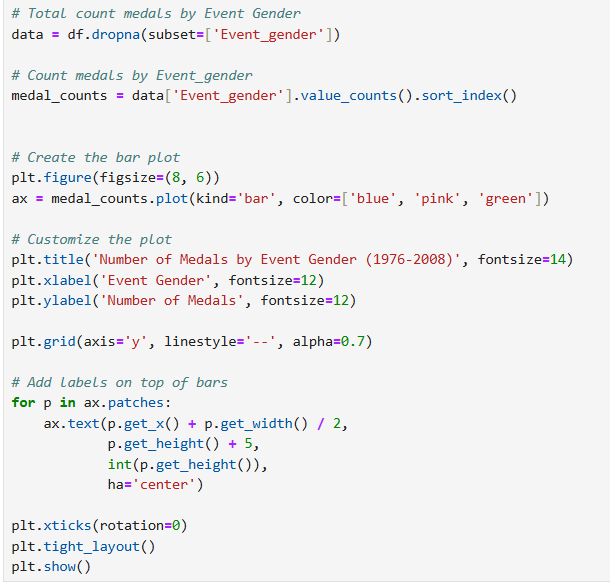 # Total count medals by Event Gender
data = df.dropna(subset=['Event_gender'])

# Count medals by Event_gender
medal_counts = data['Event_gender'].value_counts().sort_index()


# Create the bar plot
plt.figure(figsize=(8, 6))
ax = medal_counts.plot(kind='bar', color=['blue', 'pink', 'green'])

# Customize the plot
plt.title('Number of Medals by Event Gender (1976-2008)', fontsize=14)
plt.xlabel('Event Gender', fontsize=12)
plt.ylabel('Number of Medals', fontsize=12)

plt.grid(axis='y', linestyle='--', alpha=0.7)

# Add labels on top of bars
for p in ax.patches:
    ax.text(p.get_x() + p.get_width() / 2,
            p.get_height() + 5,
            int(p.get_height()),
            ha='center')

plt.xticks(rotation=0)
plt.tight_layout()
plt.show()